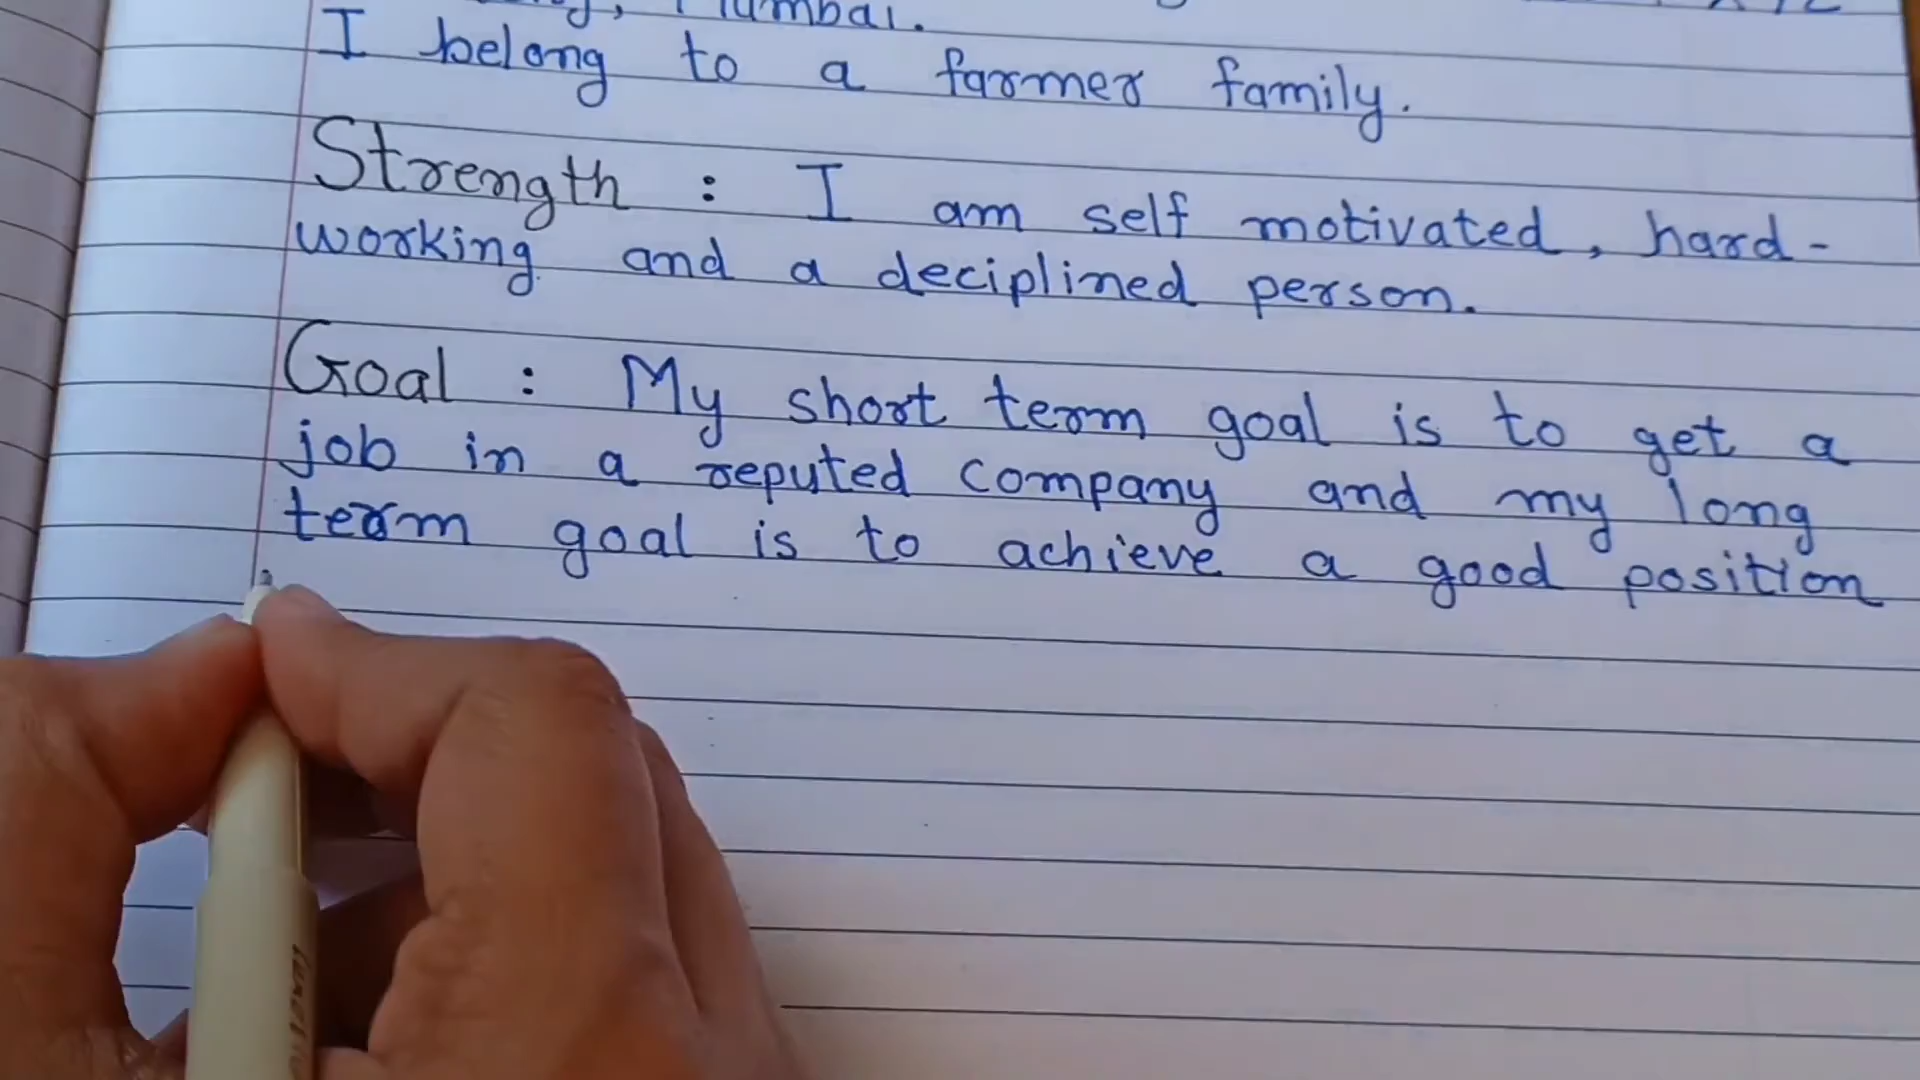 Mumbai.
I belong to a farmer family.
Strength : I am self motivated, hard-
working and a deciplined person.
Goal : My short term goal is to get a
job in a reputed company and my long
term goal is to achieve a good position